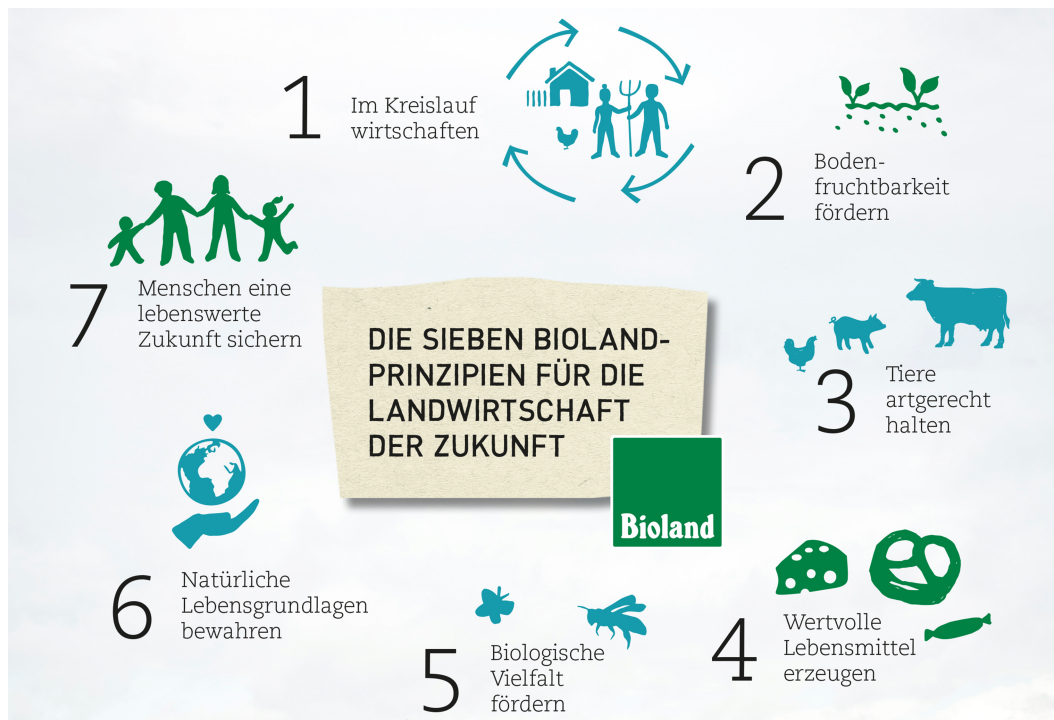 DIE SIEBEN BIOLAND-
PRINZIPIEN FÜR DIE
LANDWIRTSCHAFT
DER ZUKUNFT
Bioland
1
Im Kreislauf
wirtschaften
2
Boden-
fruchtbarkeit
fördern
3
Tiere
artgerecht
halten
4
Wertvolle
Lebensmittel
erzeugen
5
Biologische
Vielfalt
fördern
6
Natürliche
Lebensgrundlagen
bewahren
7
Menschen eine
lebenswerte
Zukunft sichern